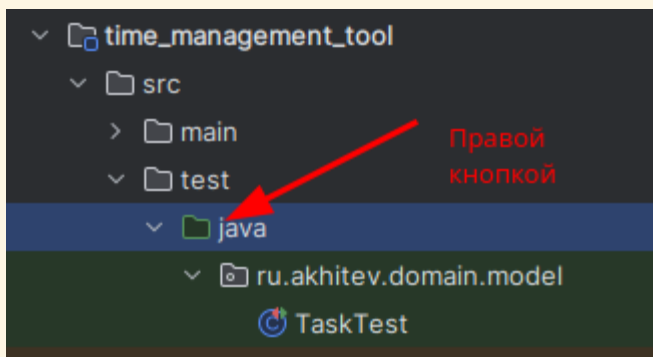 time_management_tool
src
main
Правой
кнопкой
test
java
ru.akhitev.domain.model
TaskTest